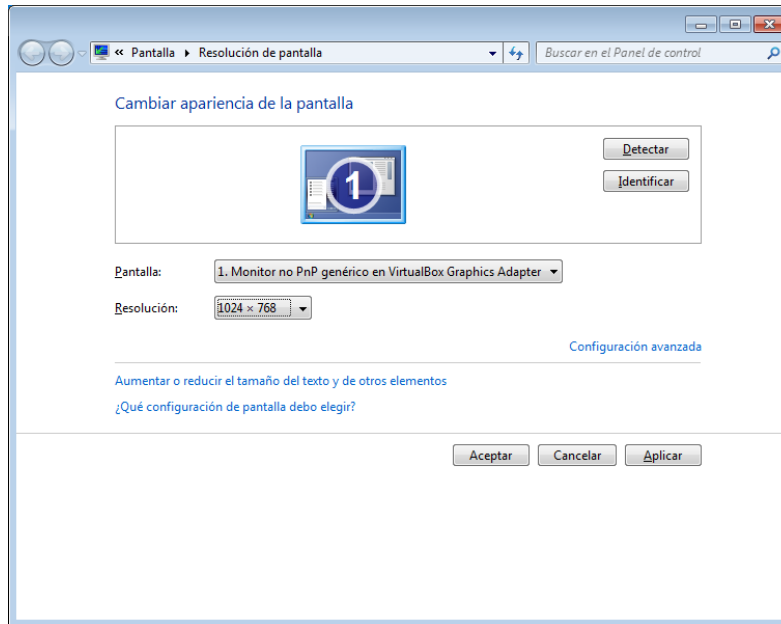 « Pantalla ▸ Resolución de pantalla
Buscar en el Panel de control
Cambiar apariencia de la pantalla
1
Detectar
Identificar
Pantalla: 1. Monitor no PnP genérico en VirtualBox Graphics Adapter
Resolución: 1024 × 768
Configuración avanzada
Aumentar o reducir el tamaño del texto y de otros elementos
¿Qué configuración de pantalla debo elegir?
Aceptar Cancelar Aplicar